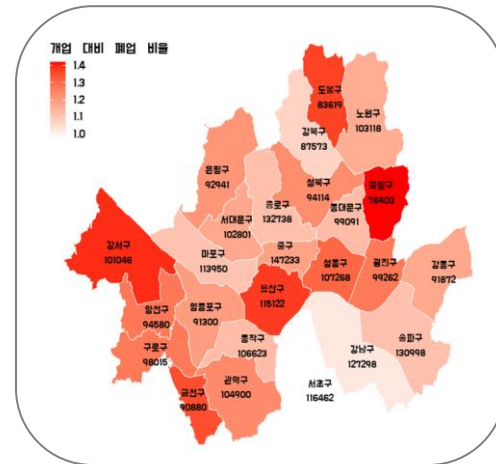 개업 대비 폐업 비율
1.4
1.3
1.2
1.1
1.0
도봉구
83619
노원구
103118
강북구
87573
은평구
92941
성북구
94114
중랑구
78403
종로구
132738
동대문구
99091
서대문구
102801
강서구
101046
마포구
113950
중구
147233
성동구
107268
광진구
99262
강동구
91872
용산구
115122
양천구
94580
영등포구
91300
동작구
106623
송파구
130998
강남구
127298
구로구
98015
서초구
116462
관악구
104900
금천구
90880